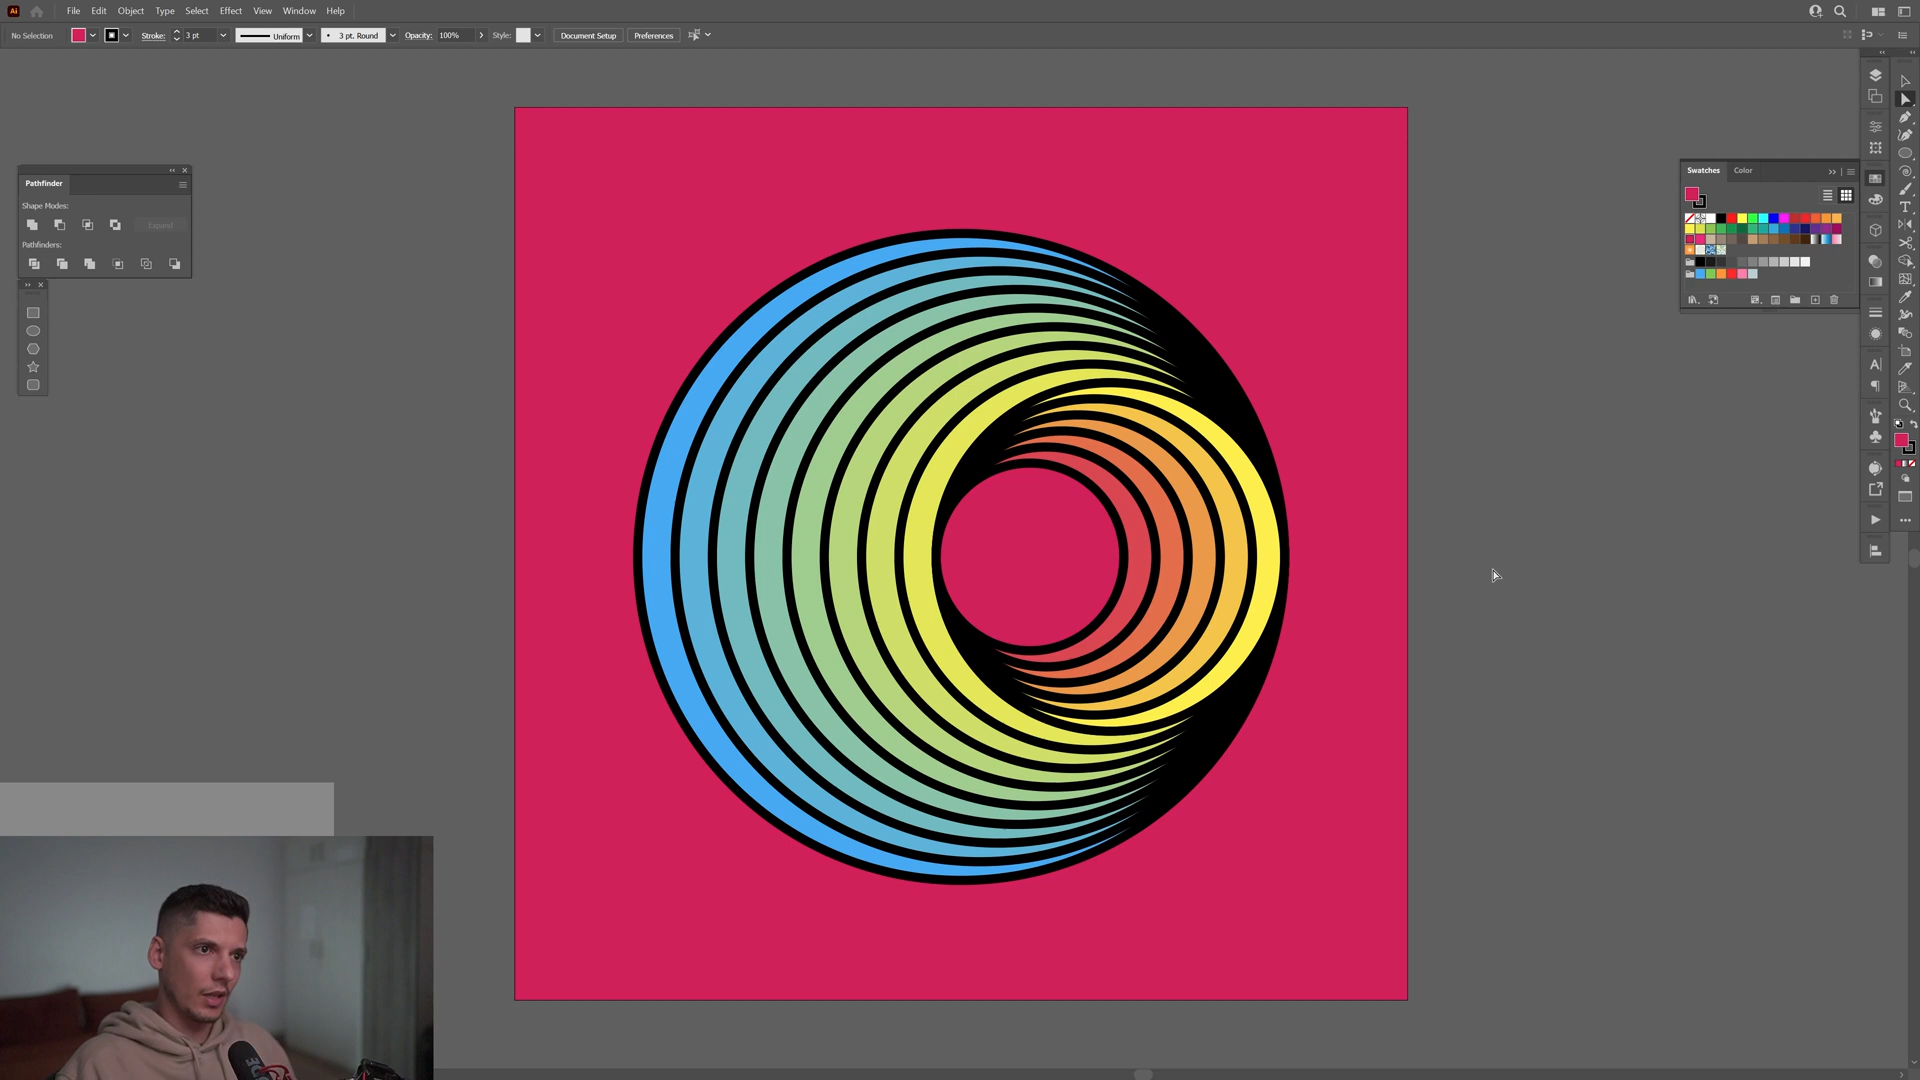 Ai File Edit Object Type Select Effect View Window Help
No Selection Stroke: 3 pt Uniform 3 pt. Round Opacity: 100% Style: Document Setup Preferences
Pathfinder
Shape Modes:
Expand
Pathfinders:
Swatches Color